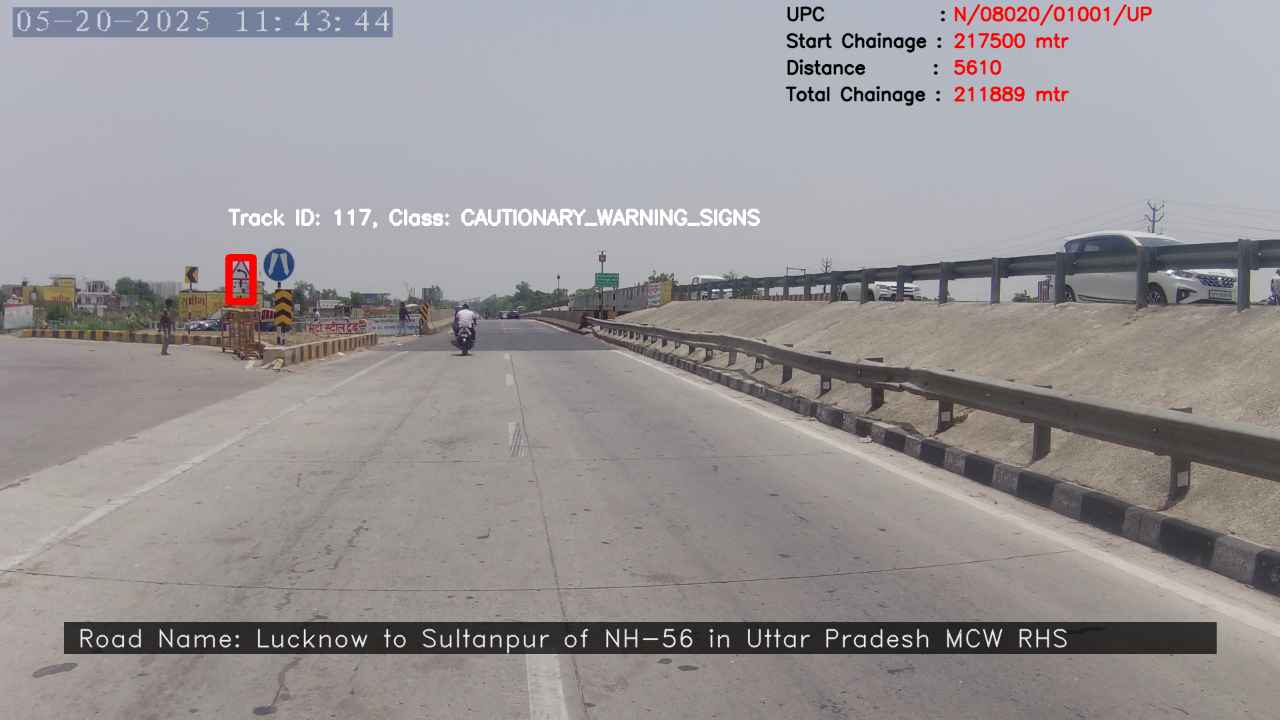 05-20-2025 11:43:44
UPC : N/08020/01001/UP
Start Chainage : 217500 mtr
Distance : 5610
Total Chainage : 211889 mtr
Track ID: 117, Class: CAUTIONARY_WARNING_SIGNS
Road Name: Lucknow to Sultanpur of NH-56 in Uttar Pradesh MCW RHS